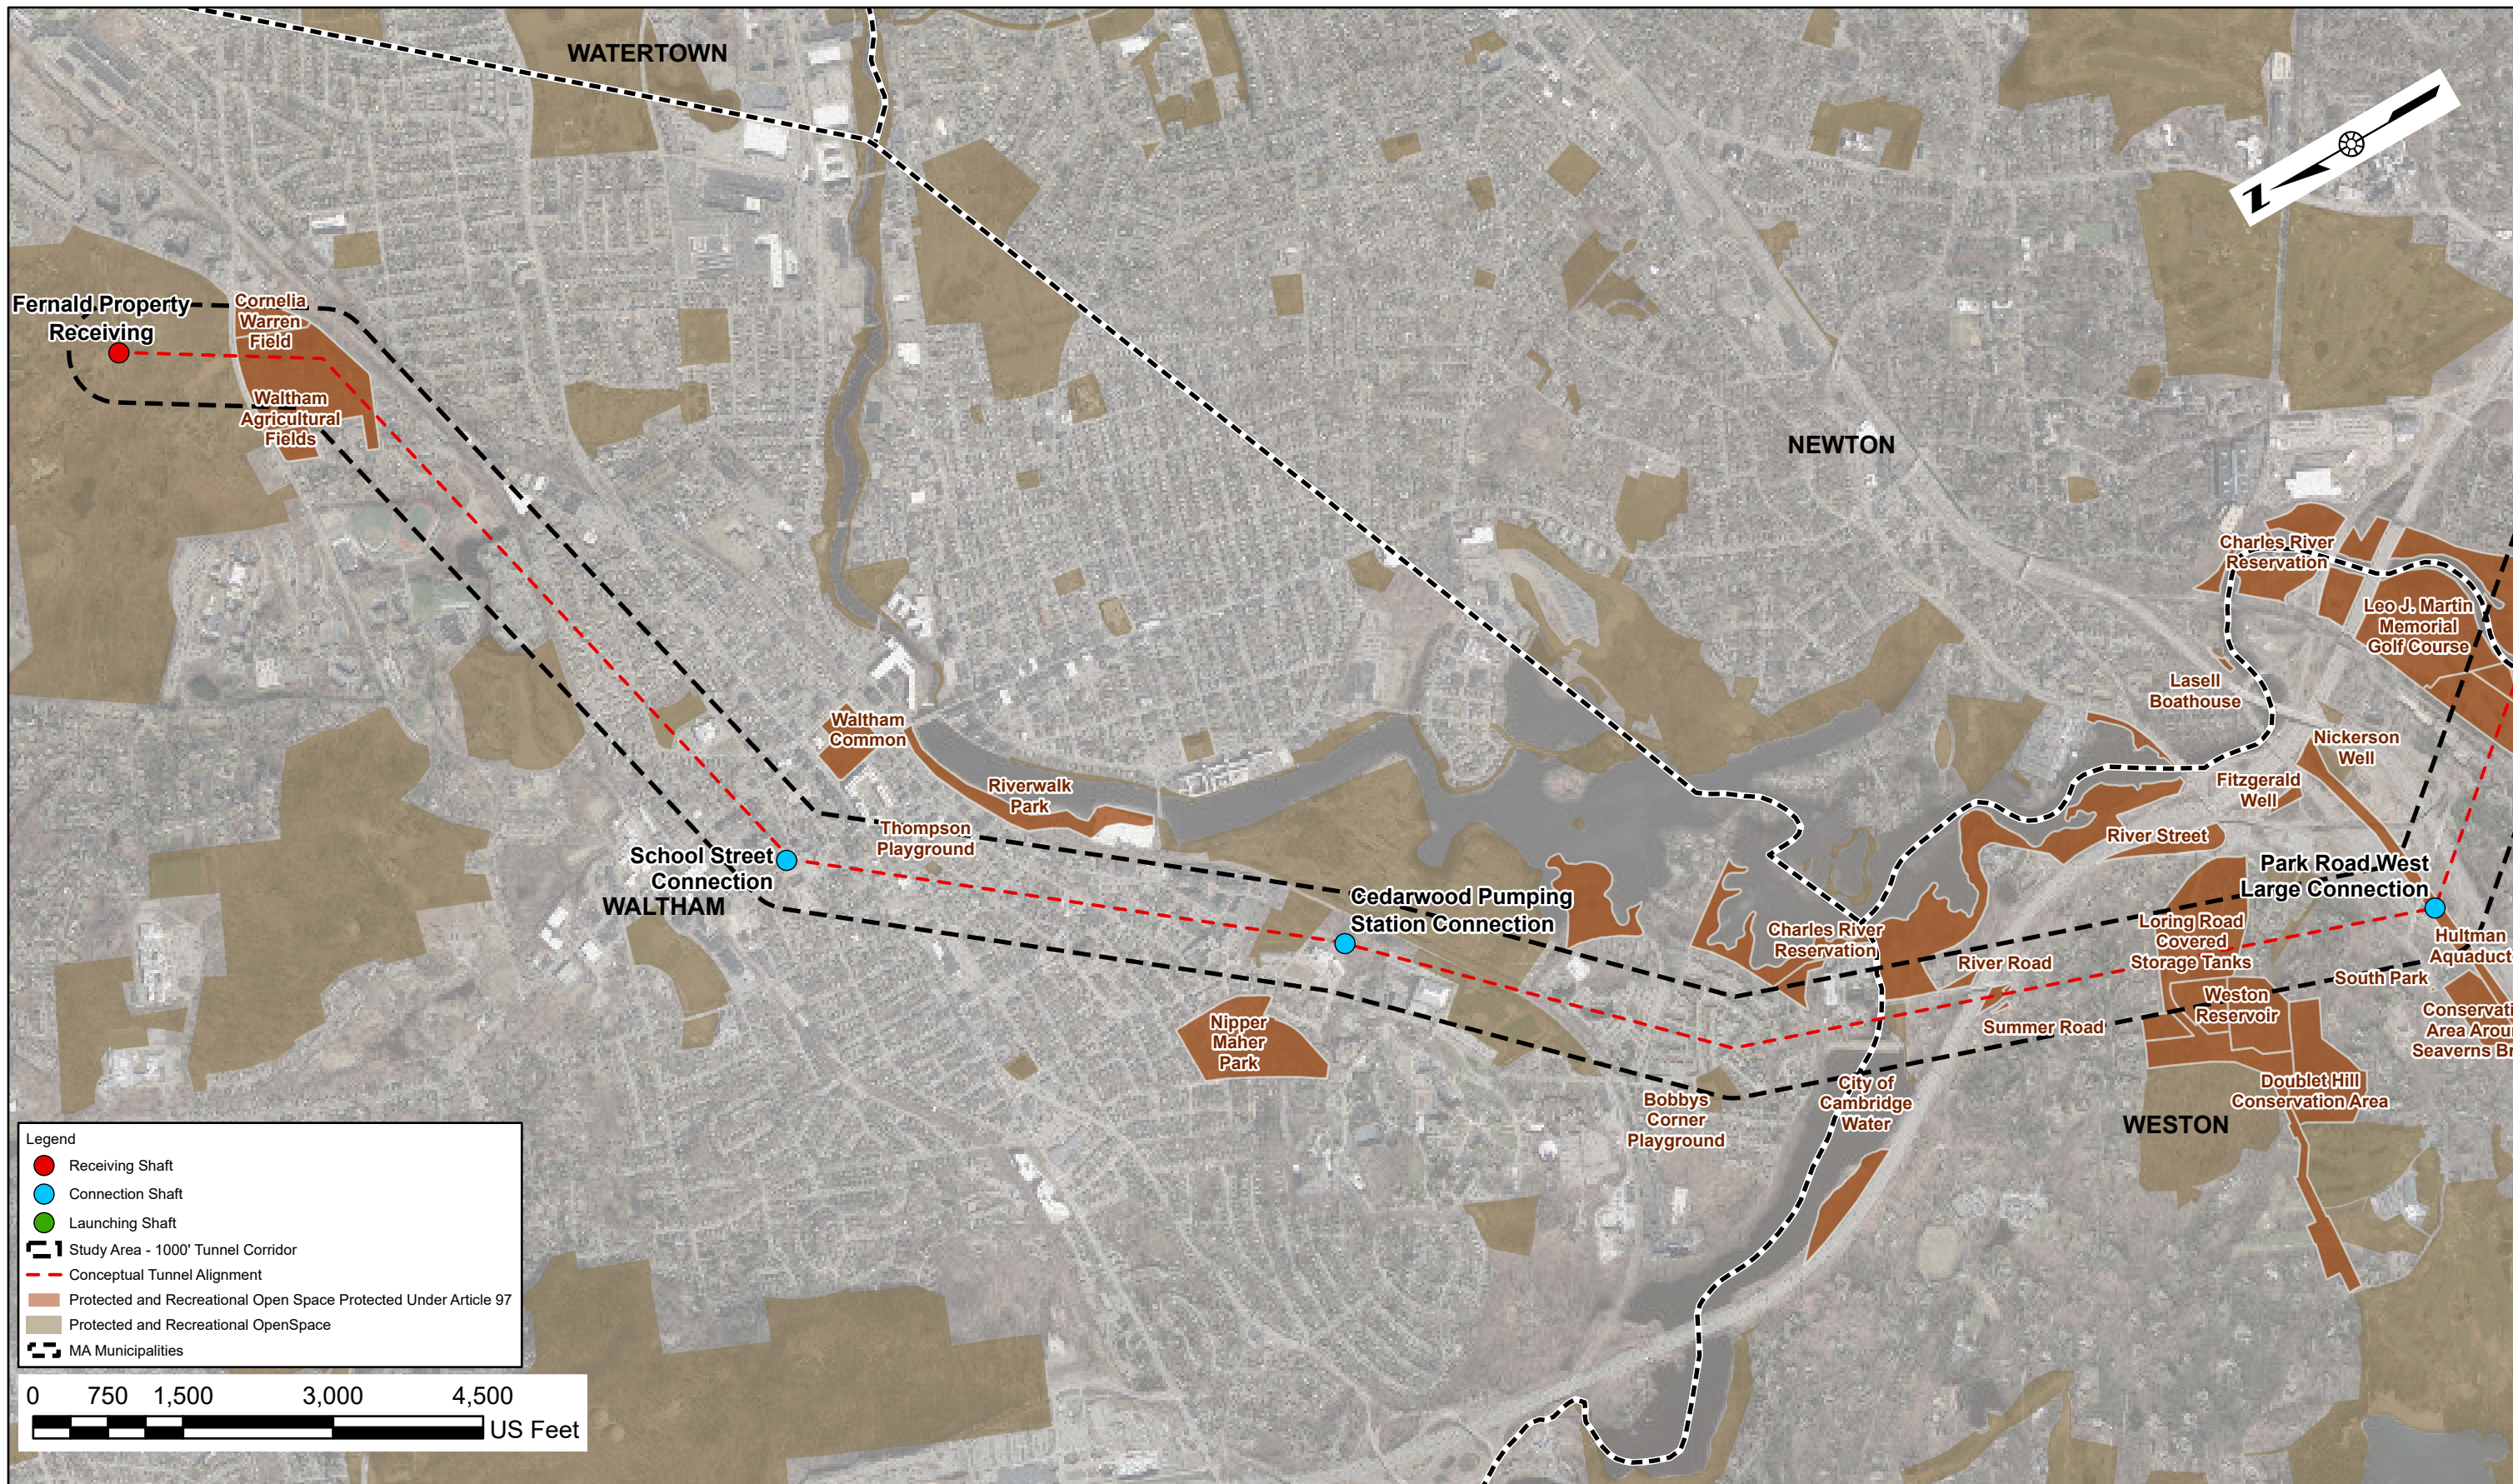 WATERTOWN
N
Fernald Property
Receiving
Cornelia
Warren
Field
Waltham
Agricultural
Fields
NEWTON
Charles River
Reservation
Leo J. Martin
Memorial
Golf Course
Lasell
Boathouse
Nickerson
Well
Fitzgerald
Well
Waltham
Common
Riverwalk
Park
Thompson
Playground
River Street
School Street
Connection
WALTHAM
Cedarwood Pumping
Station Connection
Park Road West
Large Connection
Charles River
Reservation
River Road
Loring Road
Covered
Storage Tanks
Hultman
Aquaduct
South Park
Weston
Reservoir
Summer Road
Nipper
Maher
Park
Conservati
Area Arou
Seaverns Br
Bobbys
Corner
Playground
City of
Cambridge
Water
Doublet Hill
Conservation Area
WESTON
Legend
Receiving Shaft
Connection Shaft
Launching Shaft
Study Area - 1000' Tunnel Corridor
Conceptual Tunnel Alignment
Protected and Recreational Open Space Protected Under Article 97
Protected and Recreational OpenSpace
MA Municipalities
0 750 1,500 3,000 4,500
US Feet